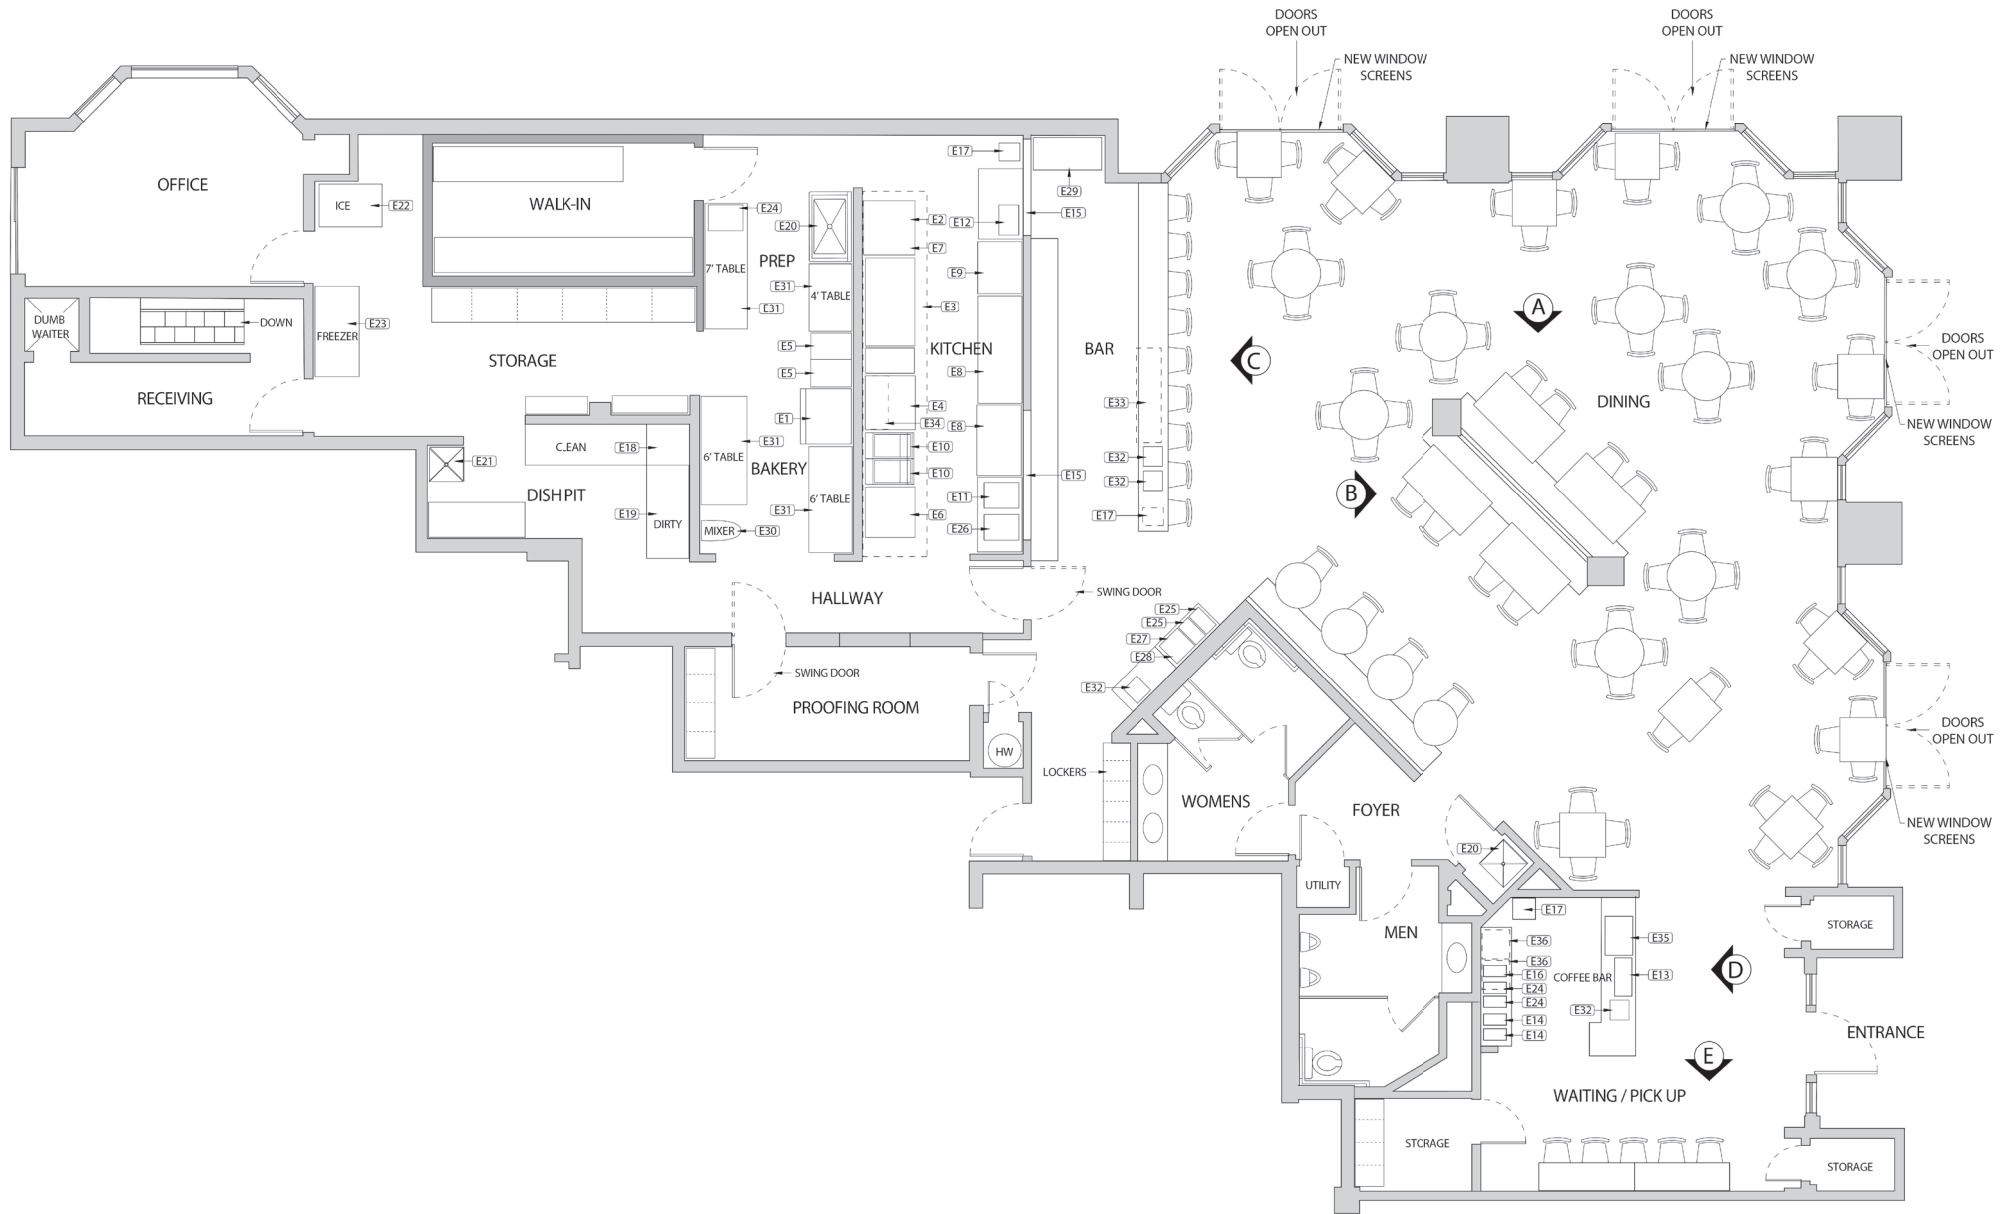 DOORS
OPEN OUT
NEW WINDOW
SCREENS
DOORS
OPEN OUT
NEW WINDOW
SCREENS
OFFICE
ICE
E22
WALK-IN
E24
7' TABLE
E31
PREP
E20
E31
4' TABLE
E5
E5
E1
E2
E7
E3
E4
E34
E10
E10
E6
KITCHEN
E17
E12
E9
E8
E8
E11
E26
E29
E15
E15
BAR
E33
E32
E32
E17
A
C
B
DINING
DOORS
OPEN OUT
NEW WINDOW
SCREENS
DUMB
WAITER
DOWN
FREEZER
E23
RECEIVING
STORAGE
CLEAN
E18
E21
DISH PIT
E19
DIRTY
6' TABLE
E31
BAKERY
MIXER
E30
6' TABLE
E31
HALLWAY
SWING DOOR
SWING DOOR
PROOFING ROOM
HW
LOCKERS
E25
E25
E27
E28
E32
WOMENS
FOYER
UTILITY
MEN
E20
E17
E36
E36
E16
E24
E24
E14
E14
COFFEE BAR
E35
E13
E32
D
E
DOORS
OPEN OUT
NEW WINDOW
SCREENS
STORAGE
ENTRANCE
WAITING / PICK UP
STORAGE
STORAGE